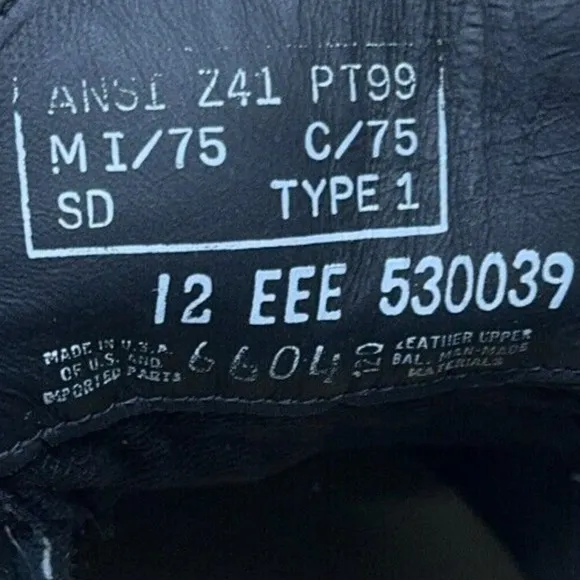 ANSI Z41 PT99
M I/75 C/75
SD TYPE 1
12 EEE 530039
MADE IN U.S.A.
OF U.S. AND
IMPORTED PARTS
6604
LEATHER UPPER
BAL. MAN-MADE
MATERIALS